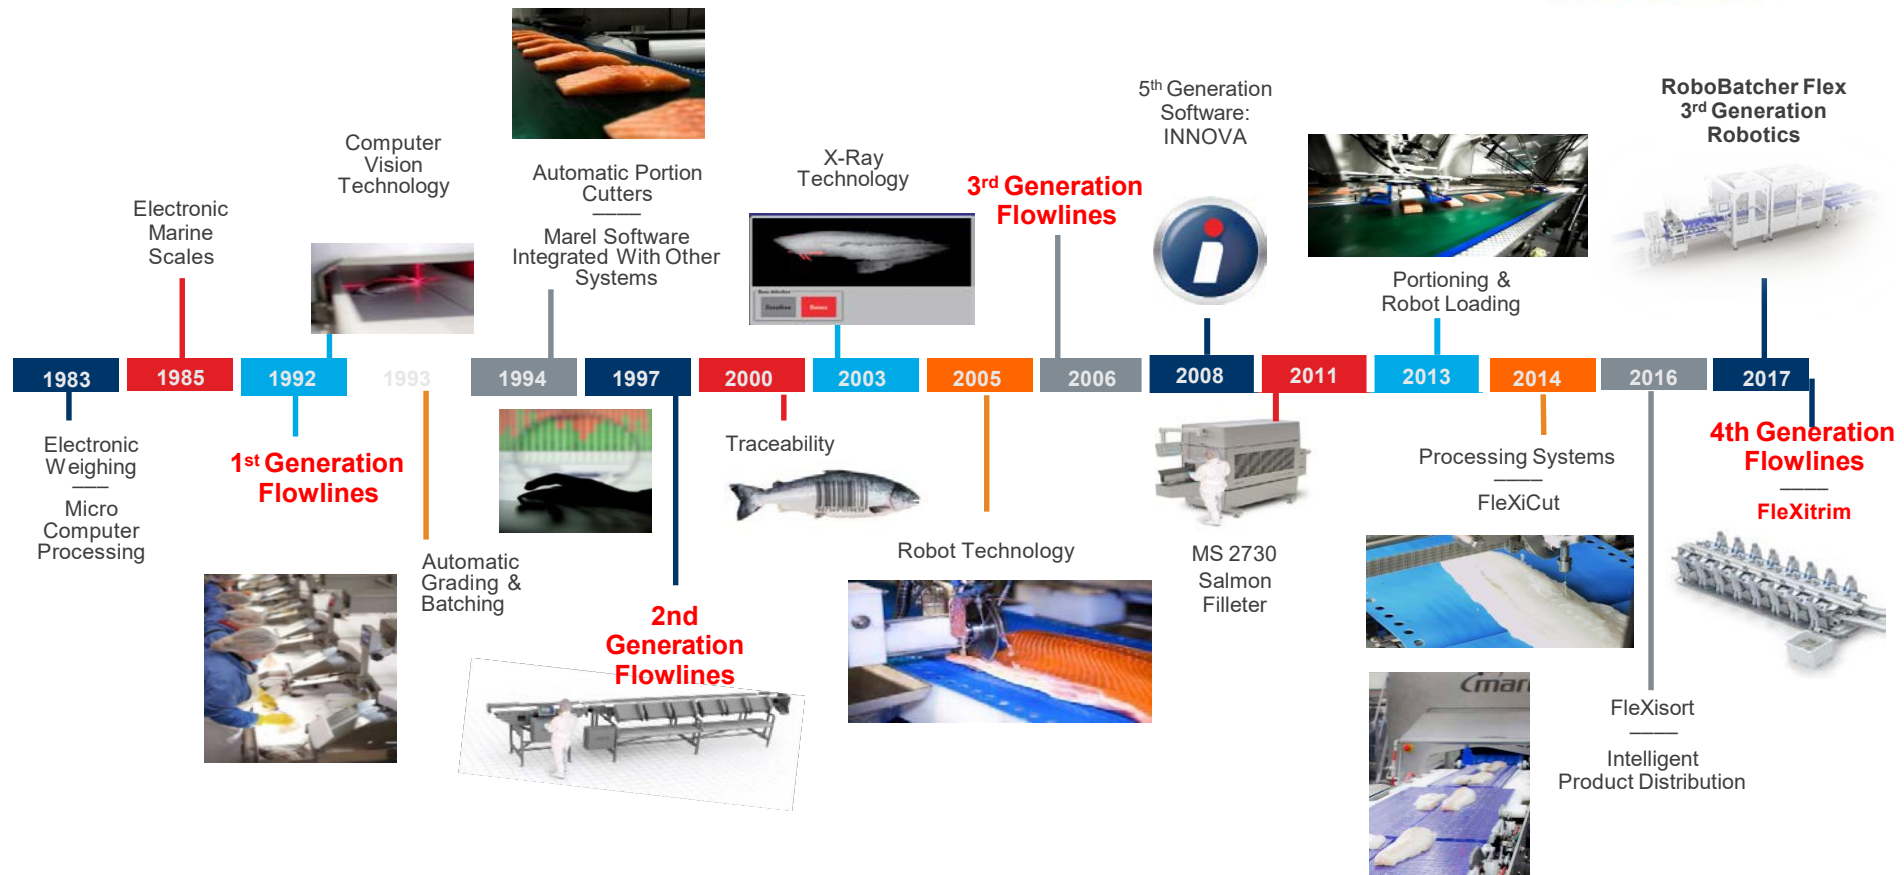 Electronic
Marine
Scales
Computer
Vision
Technology
Automatic Portion
Cutters
Marel Software
Integrated With Other
Systems
X-Ray
Technology
Bones
3rd Generation
Flowlines
5th Generation
Software:
INNOVA
i
Portioning &
Robot Loading
RoboBatcher Flex
3rd Generation
Robotics
1983
1985
1992
1993
1994
1997
2000
2003
2005
2006
2008
2011
2013
2014
2016
2017
Electronic
Weighing
Micro
Computer
Processing
1st Generation
Flowlines
Automatic
Grading &
Batching
2nd
Generation
Flowlines
Traceability
Robot Technology
MS 2730
Salmon
Filleter
Processing Systems
FleXiCut
mar
FleXisort
Intelligent
Product Distribution
4th Generation
Flowlines
FleXitrim